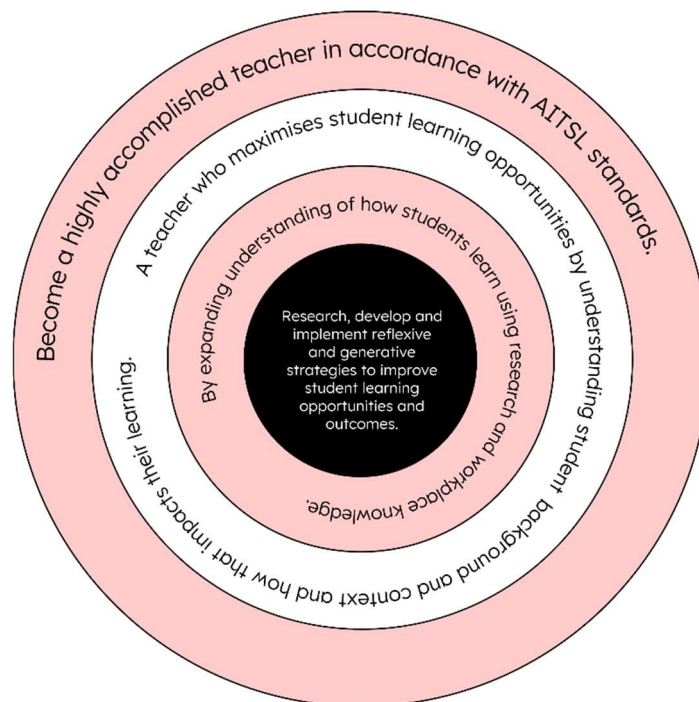 Become a highly accomplished teacher in accordance with AITSL standards.
A teacher who maximises student learning opportunities by understanding student background and context and how that impacts their learning.
By expanding understanding of how students learn using research and workplace knowledge.
Research, develop and
implement reflexive
and generative
strategies to improve
student learning
opportunities and
outcomes.